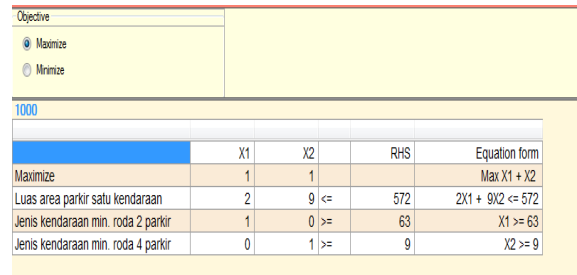 Objective
Maximize
Minimize
1000
X1 X2 RHS Equation form
Maximize 1 1 Max X1 + X2
Luas area parkir satu kendaraan 2 9 <= 572 2X1 + 9X2 <= 572
Jenis kendaraan min. roda 2 parkir 1 0 >= 63 X1 >= 63
Jenis kendaraan min. roda 4 parkir 0 1 >= 9 X2 >= 9